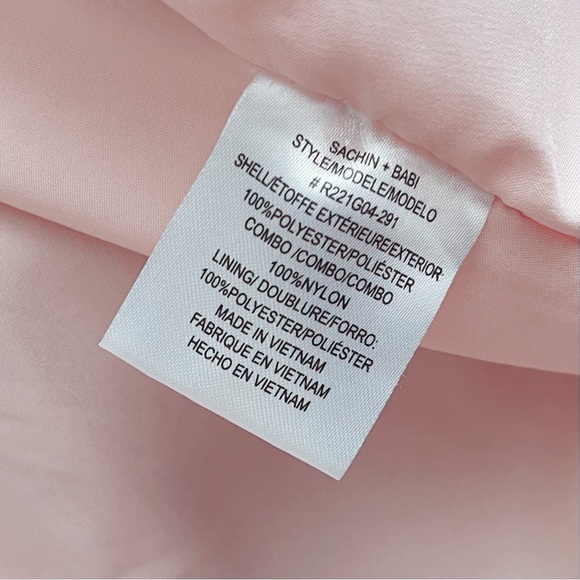 SACHIN + BABI
STYLE/MODELE/MODELO
# R221G04-291
SHELL/ETOFFE EXTÉRIEURE/EXTERIOR
100%POLYESTER/POLIÉSTER
COMBO /COMBO/COMBO
100%NYLON
LINING/ DOUBLURE/FORRO:
100%POLYESTER/POLIÉSTER
MADE IN VIETNAM
FABRIQUE EN VIETNAM
HECHO EN VIETNAM